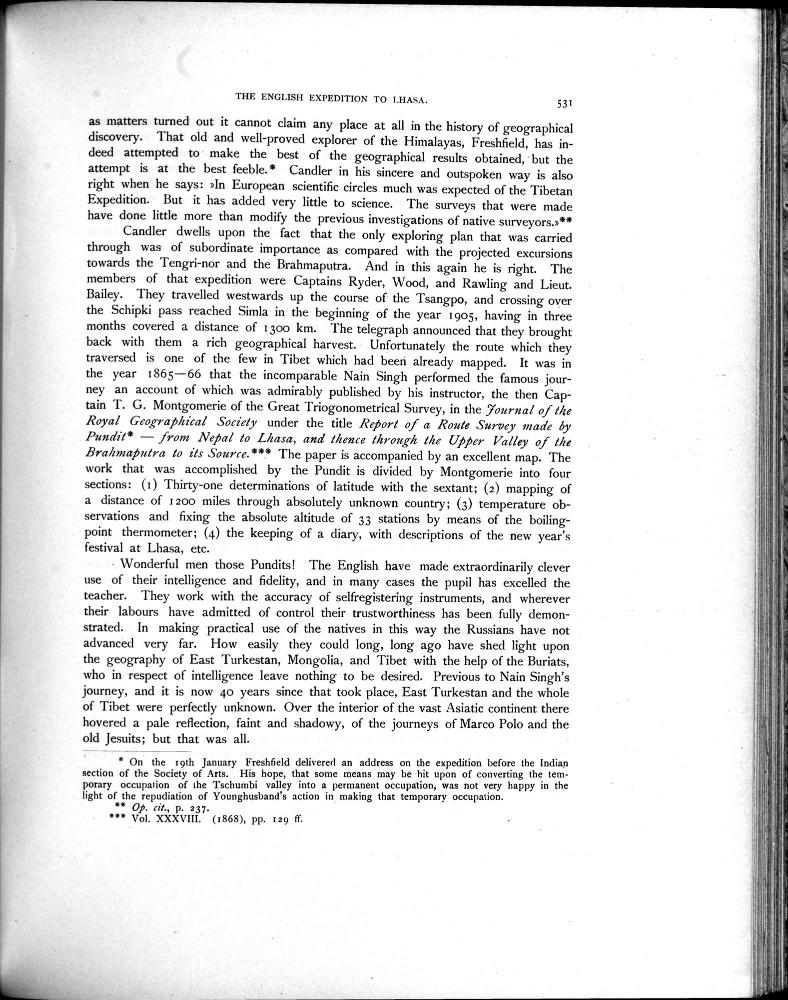 THE ENGLISH EXPEDITION TO LHASA.
531
as matters turned out it cannot claim any place at all in the history of geographical
discovery. That old and well-proved explorer of the Himalayas, Freshfield, has in-
deed attempted to make the best of the geographical results obtained, but the
attempt is at the best feeble.* Candler in his sincere and outspoken way is also
right when he says: »In European scientific circles much was expected of the Tibetan
Expedition. But it has added very little to science. The surveys that were made
have done little more than modify the previous investigations of native surveyors.»**
Candler dwells upon the fact that the only exploring plan that was carried
through was of subordinate importance as compared with the projected excursions
towards the Tengri-nor and the Brahmaputra. And in this again he is right. The
members of that expedition were Captains Ryder, Wood, and Rawling and Lieut.
Bailey. They travelled westwards up the course of the Tsangpo, and crossing over
the Schipki pass reached Simla in the beginning of the year 1905, having in three
months covered a distance of 1300 km. The telegraph announced that they brought
back with them a rich geographical harvest. Unfortunately the route which they
traversed is one of the few in Tibet which had been already mapped. It was in
the year 1865—66 that the incomparable Nain Singh performed the famous jour-
ney an account of which was admirably published by his instructor, the then Cap-
tain T. G. Montgomerie of the Great Triogonometrical Survey, in the Journal of the
Royal Geographical Society under the title Report of a Route Survey made by
Pundit* — from Nepal to Lhasa, and thence through the Upper Valley of the
Brahmaputra to its Source.*** The paper is accompanied by an excellent map. The
work that was accomplished by the Pundit is divided by Montgomerie into four
sections: (1) Thirty-one determinations of latitude with the sextant; (2) mapping of
a distance of 1200 miles through absolutely unknown country; (3) temperature ob-
servations and fixing the absolute altitude of 33 stations by means of the boiling-
point thermometer; (4) the keeping of a diary, with descriptions of the new year's
festival at Lhasa, etc.
Wonderful men those Pundits! The English have made extraordinarily clever
use of their intelligence and fidelity, and in many cases the pupil has excelled the
teacher. They work with the accuracy of selfregistering instruments, and wherever
their labours have admitted of control their trustworthiness has been fully demon-
strated. In making practical use of the natives in this way the Russians have not
advanced very far. How easily they could long, long ago have shed light upon
the geography of East Turkestan, Mongolia, and Tibet with the help of the Buriats,
who in respect of intelligence leave nothing to be desired. Previous to Nain Singh's
journey, and it is now 40 years since that took place, East Turkestan and the whole
of Tibet were perfectly unknown. Over the interior of the vast Asiatic continent there
hovered a pale reflection, faint and shadowy, of the journeys of Marco Polo and the
old Jesuits; but that was all.
* On the 19th January Freshfield delivered an address on the expedition before the Indian
section of the Society of Arts. His hope, that some means may be hit upon of converting the tem-
porary occupation of the Tschumbi valley into a permanent occupation, was not very happy in the
light of the repudiation of Younghusband's action in making that temporary occupation.
** Op. cit., p. 237.
*** Vol. XXXVIII. (1868), pp. 129 ff.